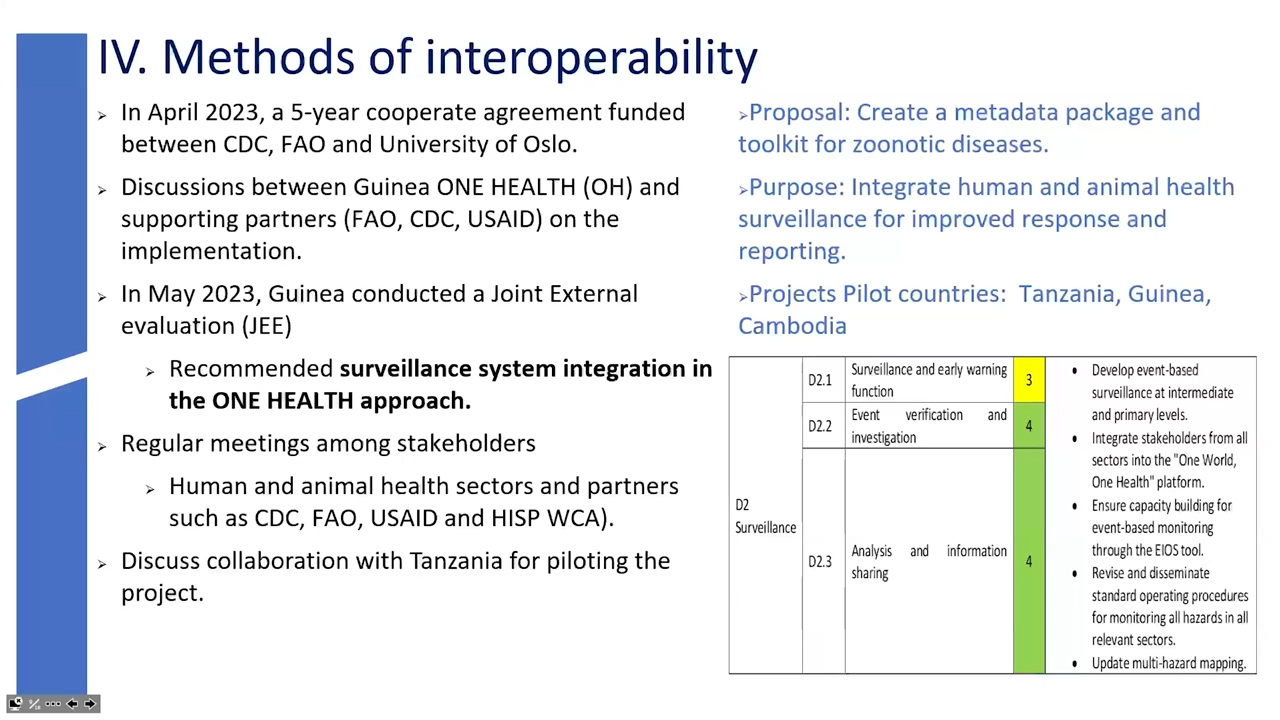 IV. Methods of interoperability
In April 2023, a 5-year cooperate agreement funded
between CDC, FAO and University of Oslo.
Discussions between Guinea ONE HEALTH (OH) and
supporting partners (FAO, CDC, USAID) on the
implementation.
In May 2023, Guinea conducted a Joint External
evaluation (JEE)
Recommended surveillance system integration in
the ONE HEALTH approach.
Regular meetings among stakeholders
Human and animal health sectors and partners
such as CDC, FAO, USAID and HISP WCA).
Discuss collaboration with Tanzania for piloting the
project.
Proposal: Create a metadata package and
toolkit for zoonotic diseases.
Purpose: Integrate human and animal health
surveillance for improved response and
reporting.
Projects Pilot countries: Tanzania, Guinea,
Cambodia
D2
Surveillance
D2.1
Surveillance and early warning
function
3
D2.2
Event verification and
investigation
4
D2.3
Analysis and information
sharing
4
Develop event-based
surveillance at intermediate
and primary levels.
Integrate stakeholders from all
sectors into the "One World,
One Health" platform.
Ensure capacity building for
event-based monitoring
through the EIOS tool.
Revise and disseminate
standard operating procedures
for monitoring all hazards in all
relevant sectors.
Update multi-hazard mapping.